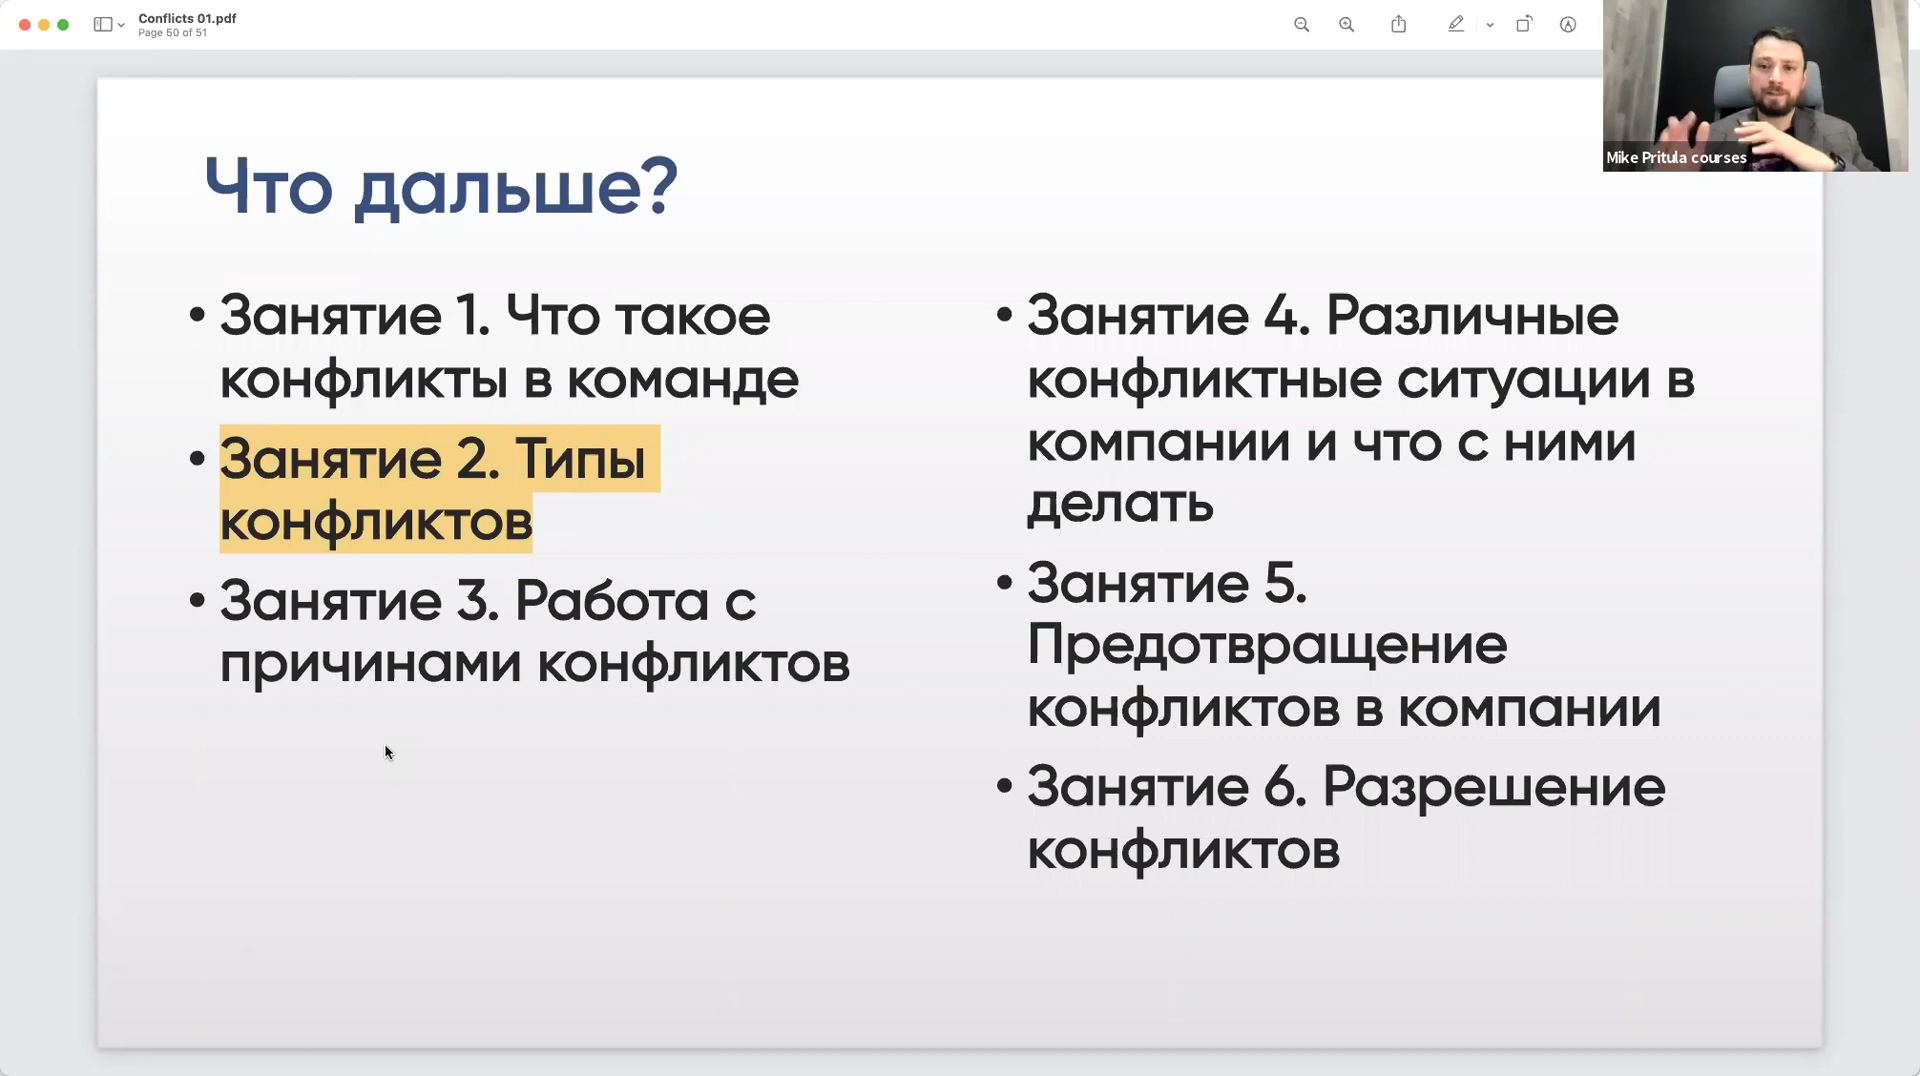 Conflicts 01.pdf
Page 50 of 51
Mike Pritula courses
Что дальше?
• Занятие 1. Что такое
конфликты в команде
• Занятие 2. Типы
конфликтов
• Занятие 3. Работа с
причинами конфликтов
• Занятие 4. Различные
конфликтные ситуации в
компании и что с ними
делать
• Занятие 5.
Предотвращение
конфликтов в компании
• Занятие 6. Разрешение
конфликтов